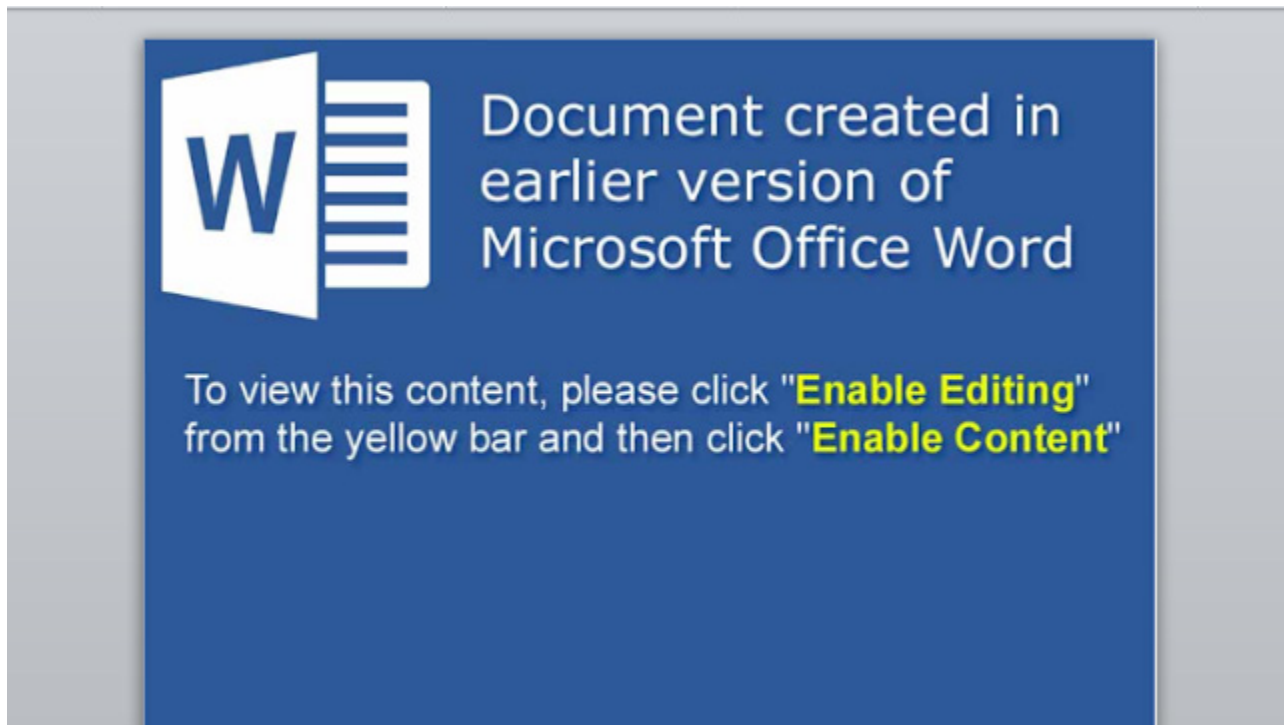 W
Document created in
earlier version of
Microsoft Office Word
To view this content, please click "Enable Editing"
from the yellow bar and then click "Enable Content"